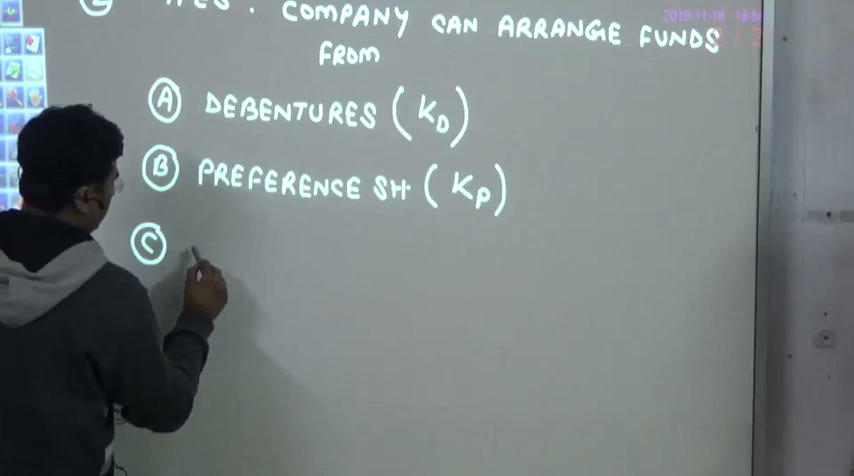 COMPANY CAN ARRANGE FUNDS
FROM
(A) DEBENTURES (KD)
(B) PREFERENCE SH (KP)
(C)
2019-11-18